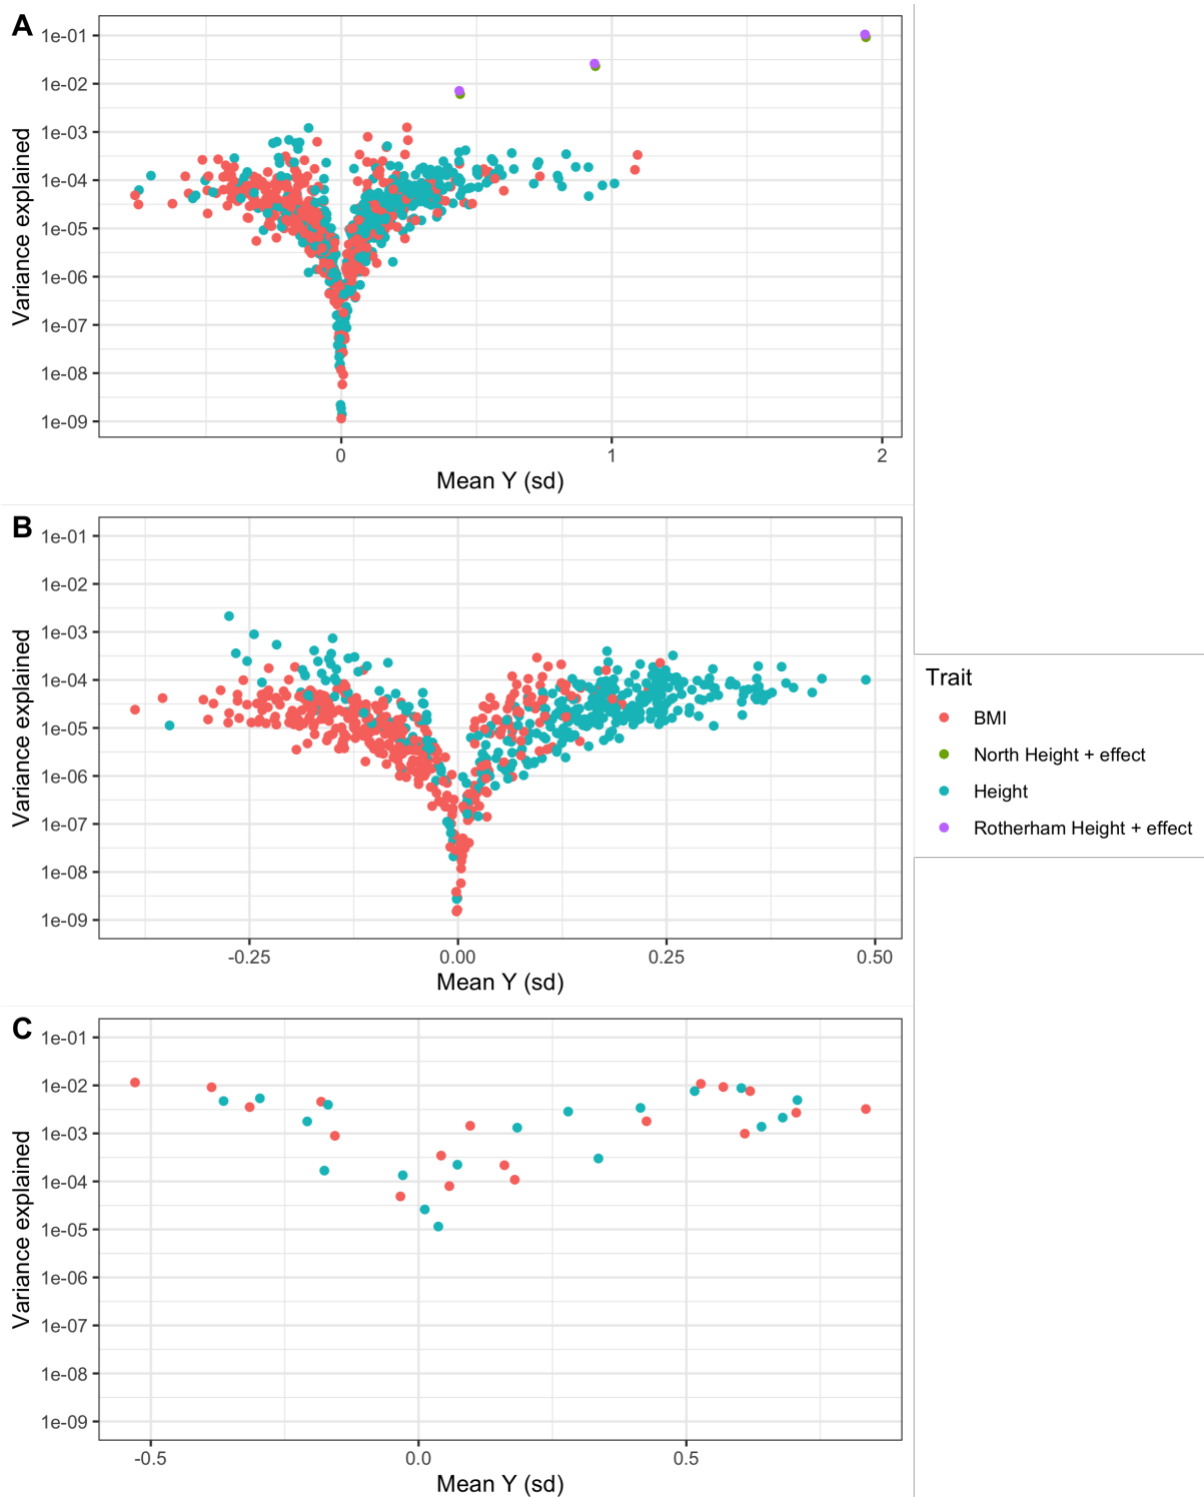 A
1e-01
1e-02
1e-03
1e-04
1e-05
1e-06
1e-07
1e-08
1e-09
Variance explained
0 1 2
Mean Y (sd)
B
1e-01
1e-02
1e-03
1e-04
1e-05
1e-06
1e-07
1e-08
1e-09
Variance explained
-0.25 0.00 0.25 0.50
Mean Y (sd)
Trait
BMI
North Height + effect
Height
Rotherham Height + effect
C
1e-01
1e-02
1e-03
1e-04
1e-05
1e-06
1e-07
1e-08
1e-09
Variance explained
-0.5 0.0 0.5
Mean Y (sd)